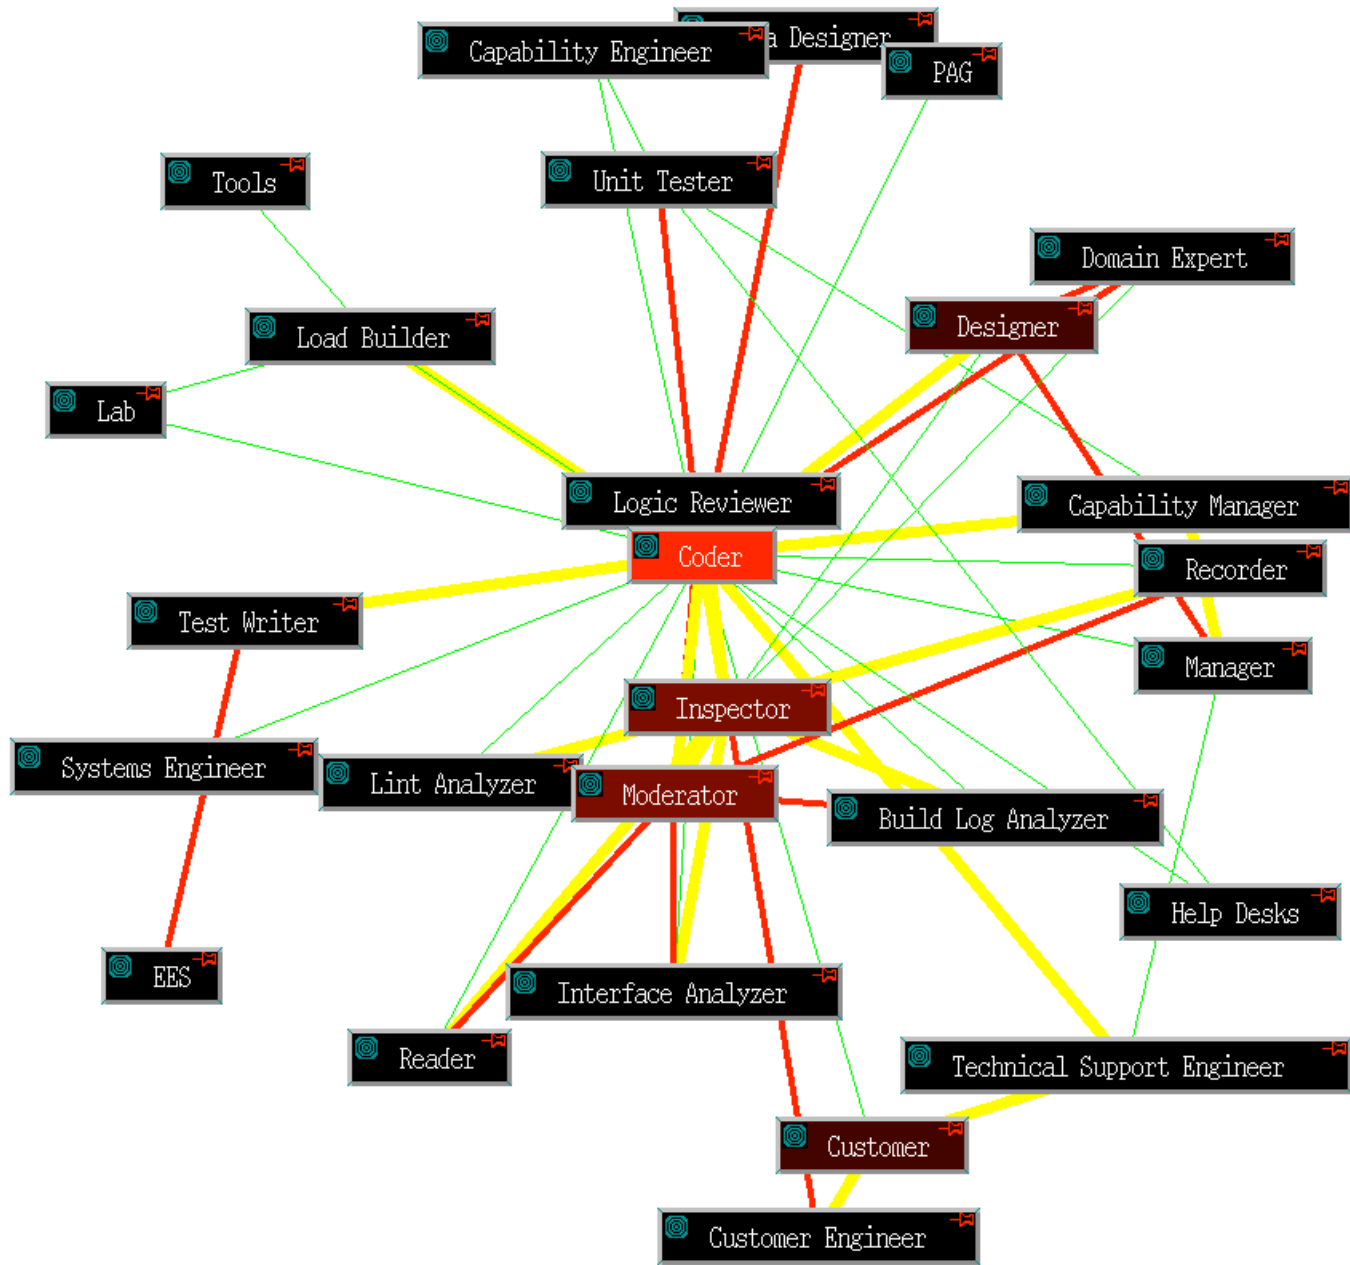 Capability Engineer
a Designer
PAG
Unit Tester
Tools
Domain Expert
Designer
Load Builder
Lab
Logic Reviewer
Capability Manager
Coder
Recorder
Test Writer
Manager
Inspector
Systems Engineer
Lint Analyzer
Moderator
Build Log Analyzer
Help Desks
EES
Interface Analyzer
Reader
Technical Support Engineer
Customer
Customer Engineer